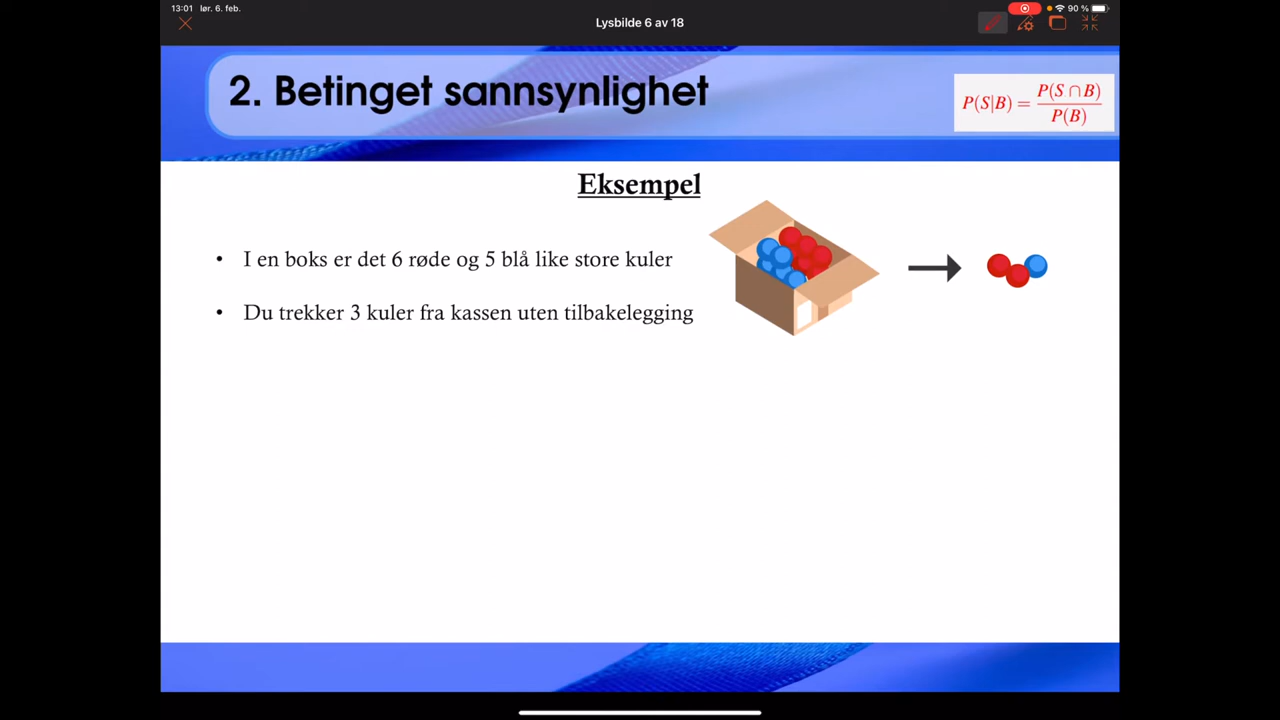 13:01 lør. 6. feb.
90 %
Lysbilde 6 av 18
2. Betinget sannsynlighet
P(S|B) = P(S ∩ B) / P(B)
Eksempel
• I en boks er det 6 røde og 5 blå like store kuler
• Du trekker 3 kuler fra kassen uten tilbakelegging